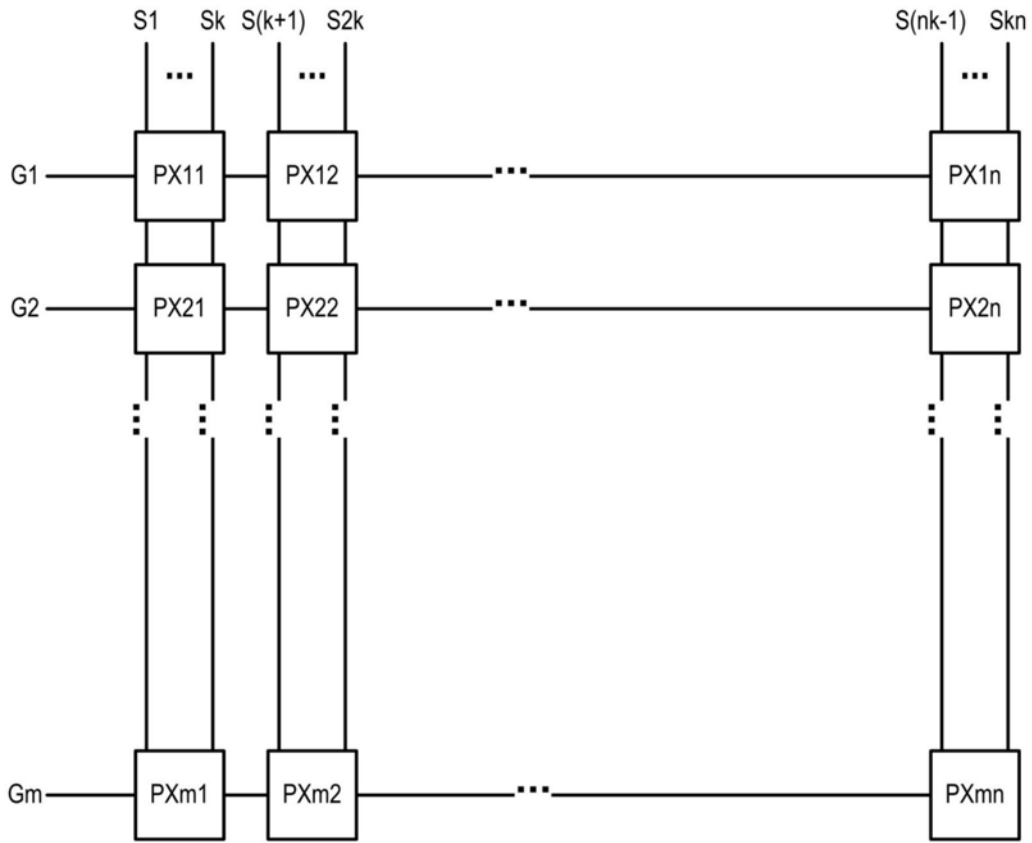 S1 Sk S(k+1) S2k S(nk-1) Skn
... ... ...
G1 PX11 PX12 ... PX1n
G2 PX21 PX22 ... PX2n
Gm PXm1 PXm2 ... PXmn